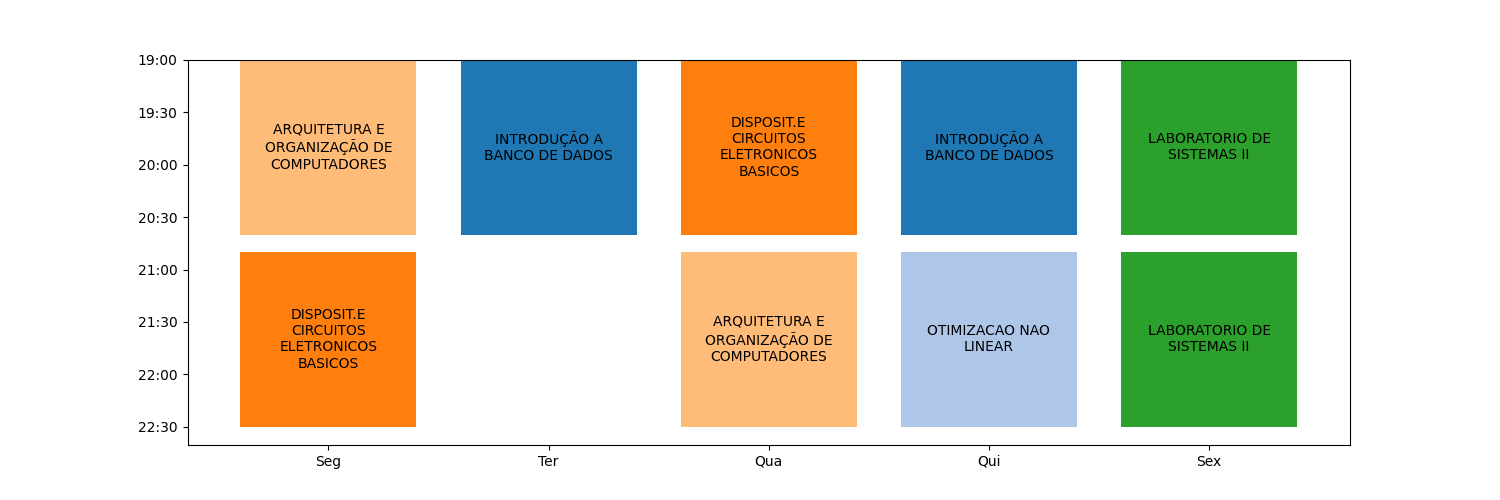 19:00
19:30
20:00
20:30
21:00
21:30
22:00
22:30
ARQUITETURA E
ORGANIZAÇÃO DE
COMPUTADORES
INTRODUÇÃO A
BANCO DE DADOS
DISPOSIT.E
CIRCUITOS
ELETRONICOS
BASICOS
INTRODUÇÃO A
BANCO DE DADOS
LABORATORIO DE
SISTEMAS II
DISPOSIT.E
CIRCUITOS
ELETRONICOS
BASICOS
ARQUITETURA E
ORGANIZAÇÃO DE
COMPUTADORES
OTIMIZACAO NAO
LINEAR
LABORATORIO DE
SISTEMAS II
Seg
Ter
Qua
Qui
Sex